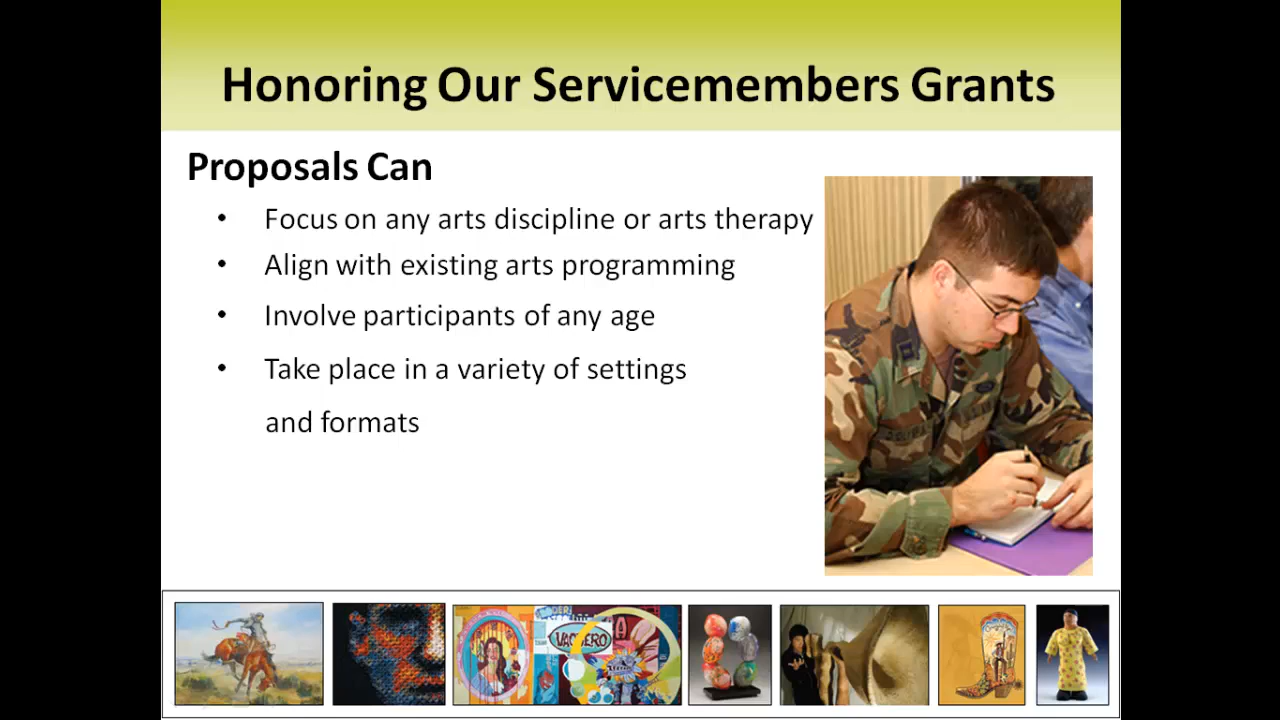 Honoring Our Servicemembers Grants
Proposals Can
• Focus on any arts discipline or arts therapy
• Align with existing arts programming
• Involve participants of any age
• Take place in a variety of settings
and formats
VAQUERO